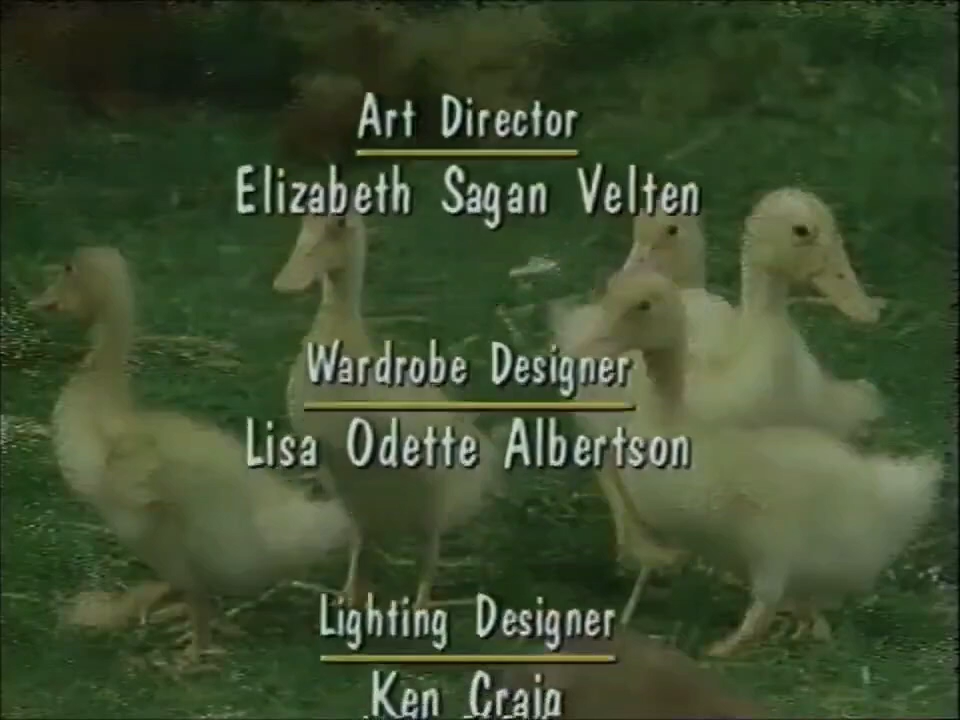 Art Director
Elizabeth Sagan Velten
Wardrobe Designer
Lisa Odette Albertson
Lighting Designer
Ken Craig